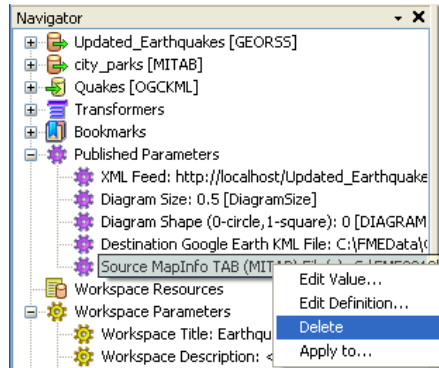 Navigator
Updated_Earthquakes [GEORSS]
city_parks [MITAB]
Quakes [OGCKML]
Transformers
Bookmarks
Published Parameters
XML Feed: http://localhost/Updated_Earthquake
Diagram Size: 0.5 [DiagramSize]
Diagram Shape (0-circle,1-square): 0 [DIAGRAM
Destination Google Earth KML File: C:\FMEData\
Source MapInfo TAB
Workspace Resources
Edit Value...
Workspace Parameters
Edit Definition...
Workspace Title: Earthqu
Delete
Workspace Description: <
Apply to...